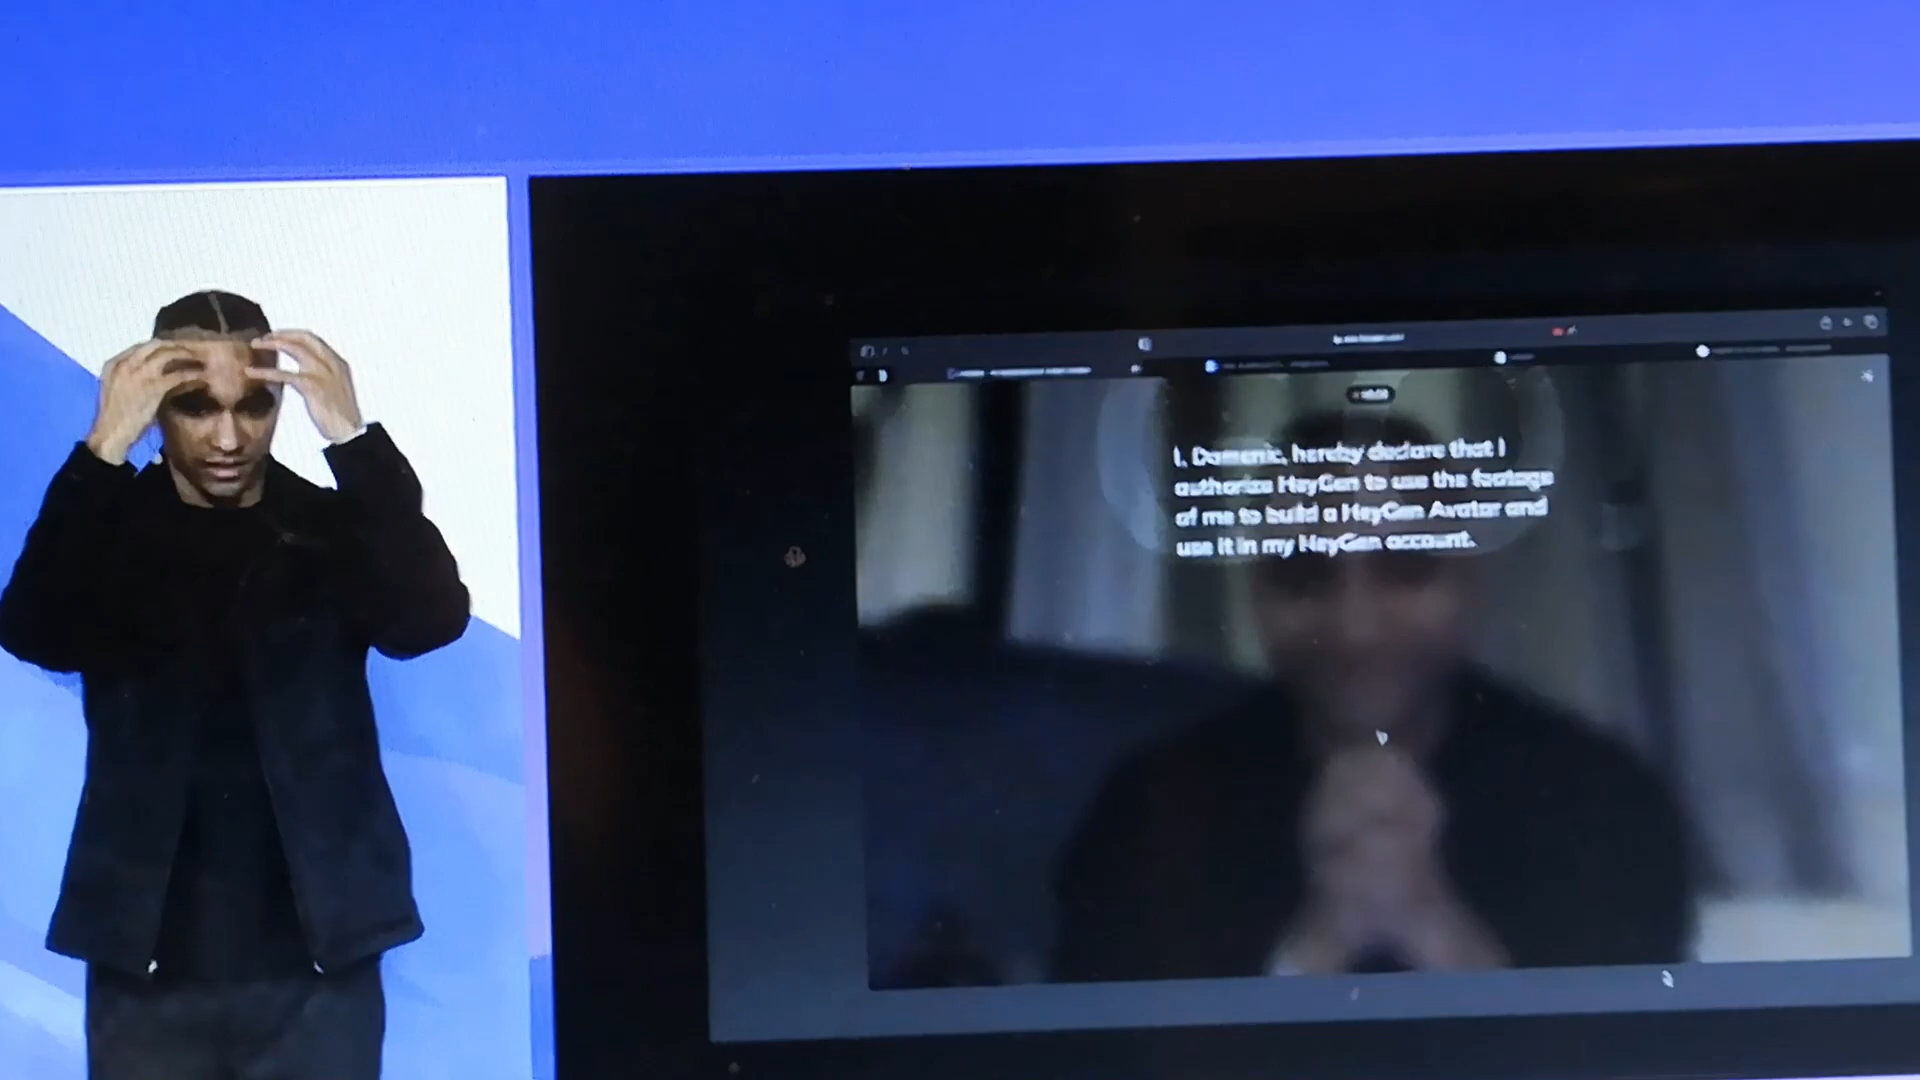 I, Domenic, hereby declare that I
authorize HeyGen to use the footage
of me to build a HeyGen Avatar and
use it in my HeyGen account.